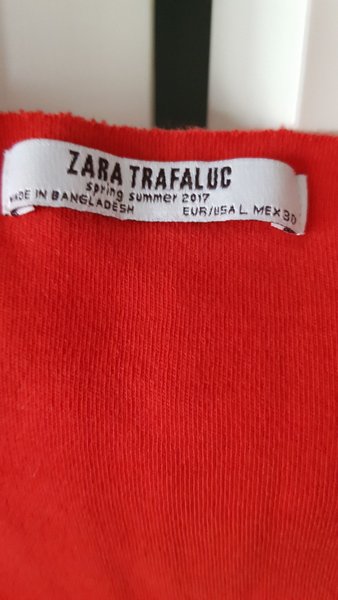 ZARA TRAFALUC
spring summer 2017
MADE IN BANGLADESH EUR/USA L MEX 30